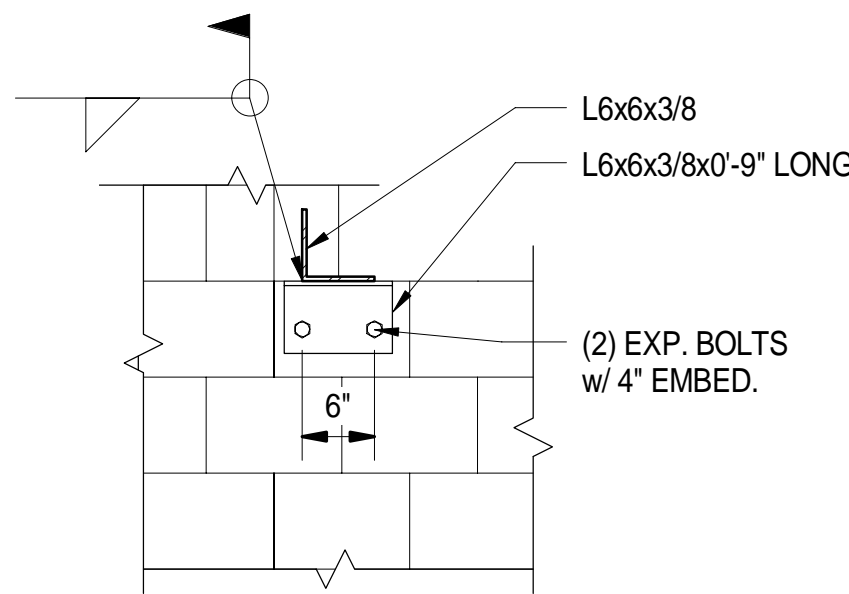 L6x6x3/8
L6x6x3/8x0'-9" LONG
(2) EXP. BOLTS
w/ 4" EMBED.
6"